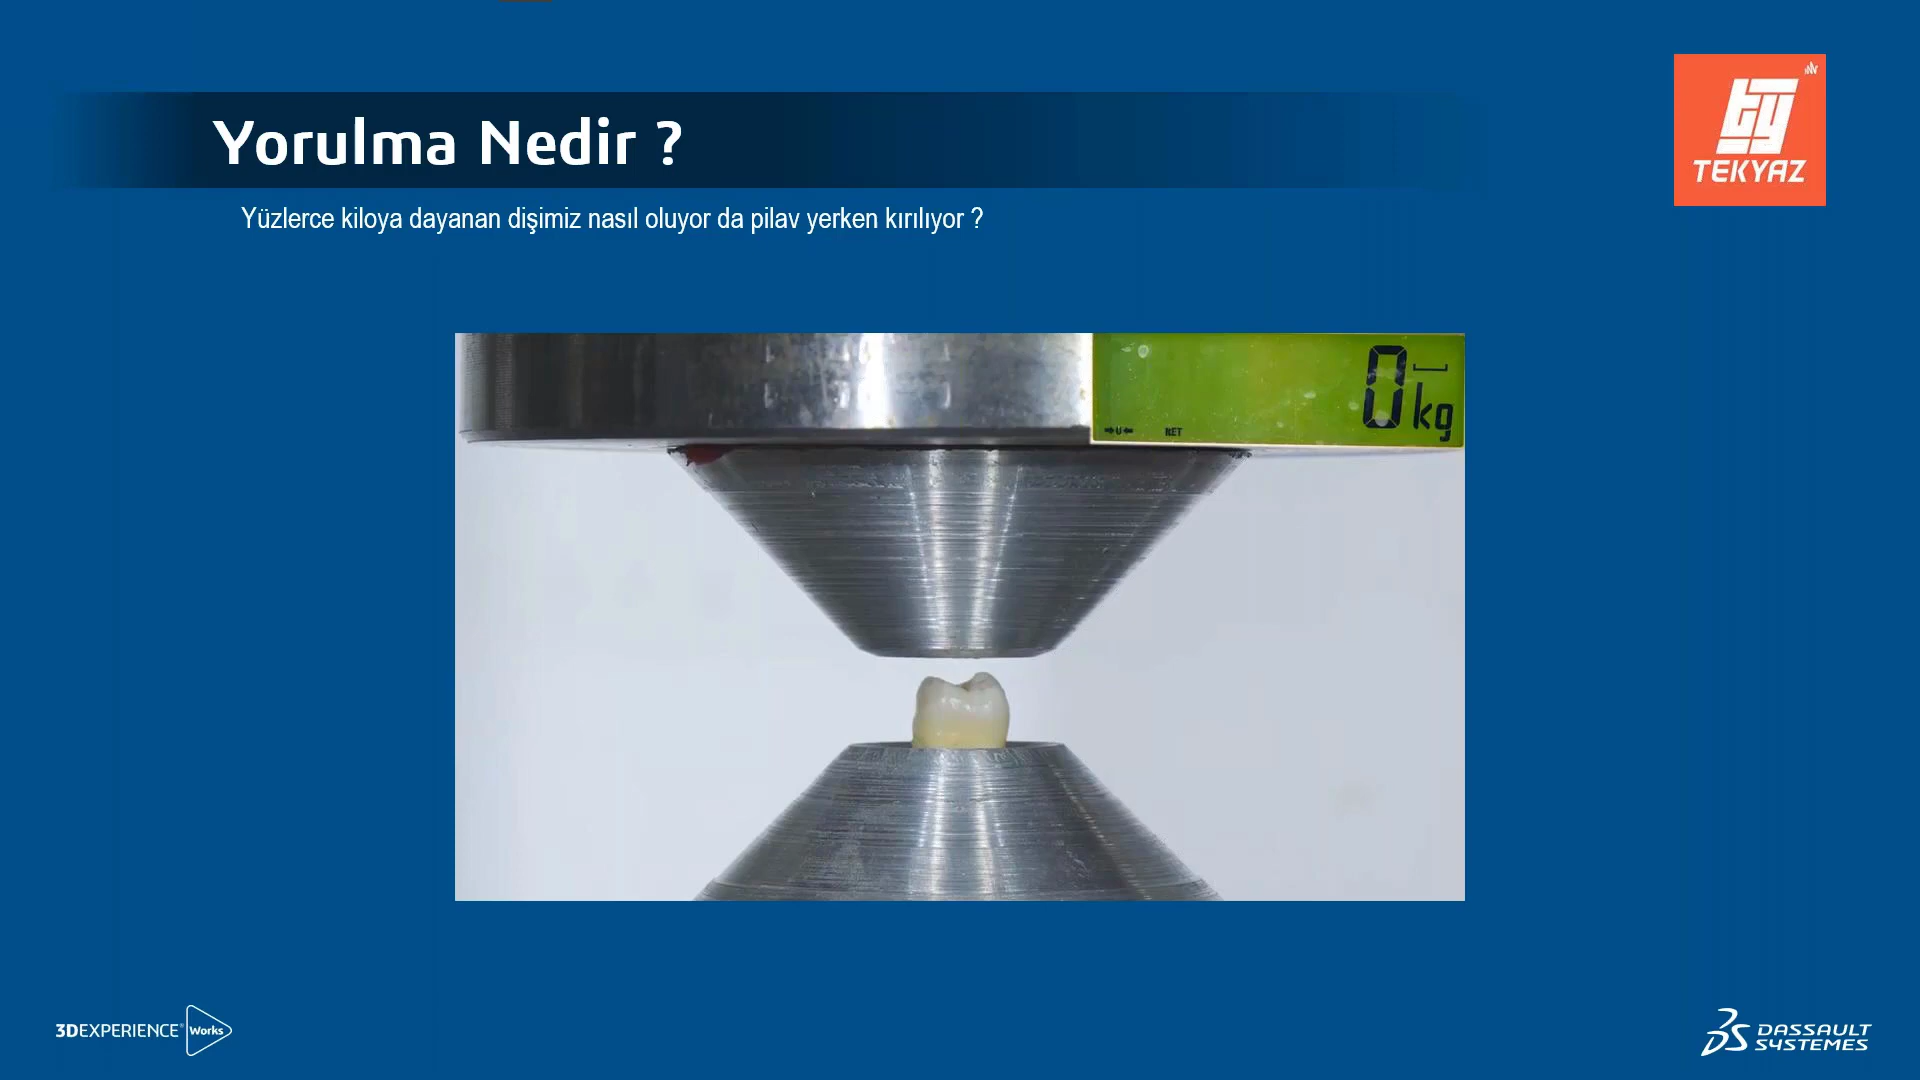 Yorulma Nedir ?
TEKYAZ
Yüzlerce kiloya dayanan dişimiz nasıl oluyor da pilav yerken kırılıyor ?
0 kg
NET
3DEXPERIENCE® Works
DASSAULT
SYSTEMES